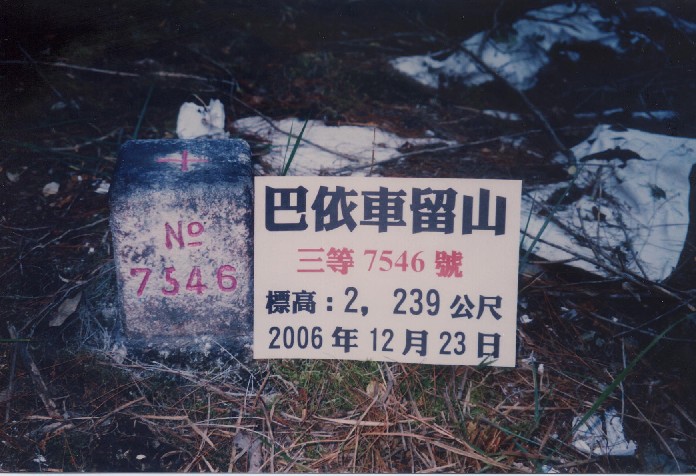 No
7546
巴依車留山
三等 7546 號
標高：2，239 公尺
2006 年 12 月 23 日